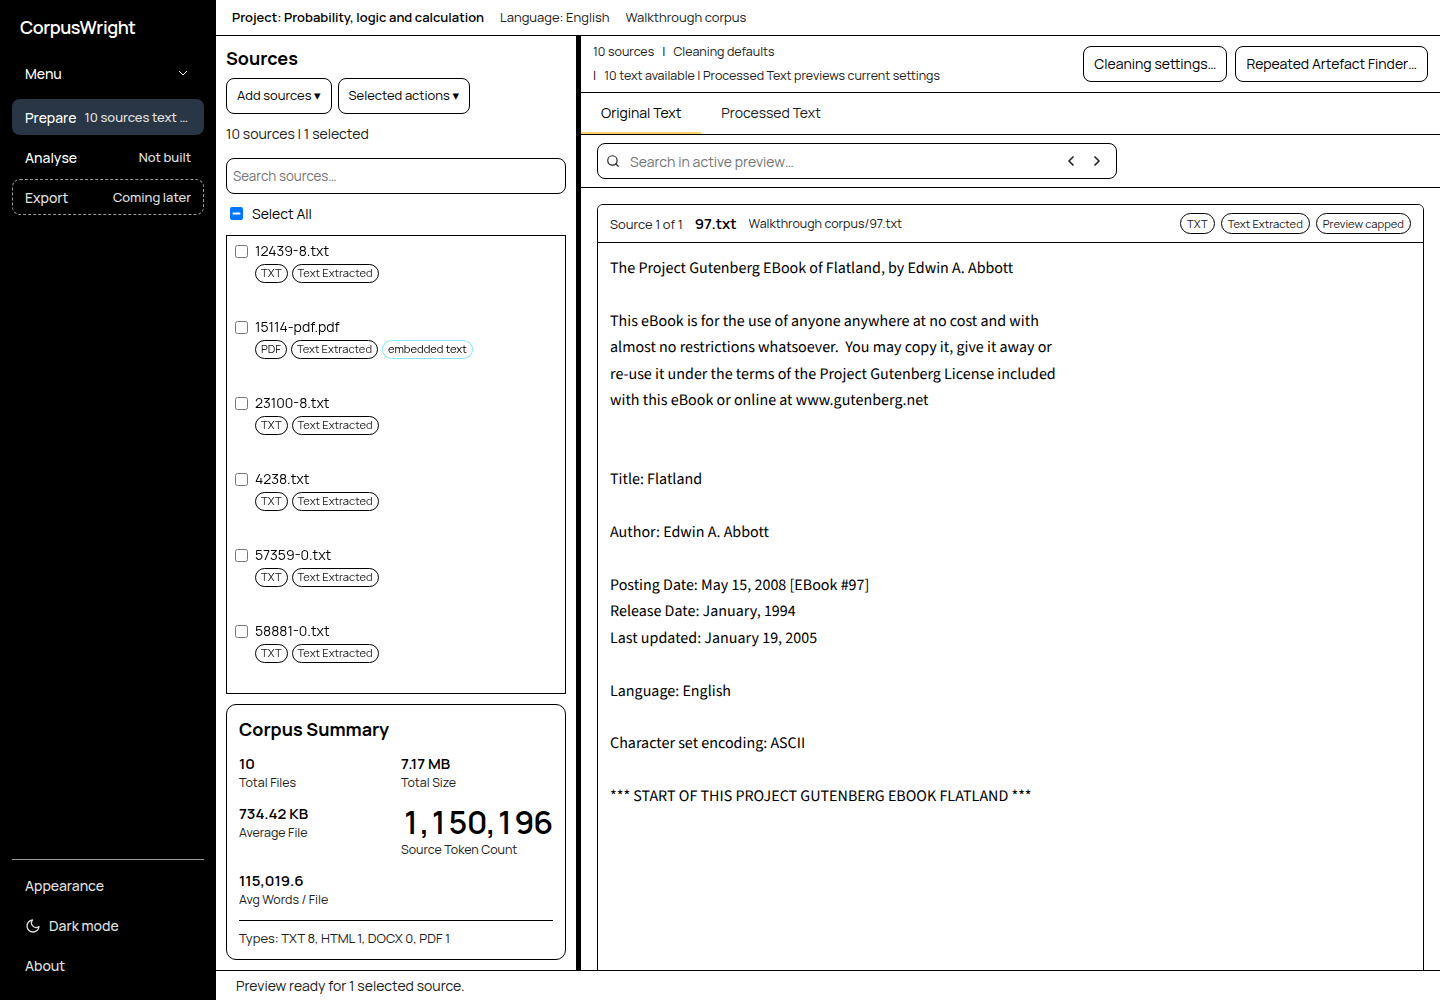 CorpusWright
Menu
Prepare 10 sources text ...
Analyse Not built
Export Coming later
Appearance
Dark mode
About
Project: Probability, logic and calculation Language: English Walkthrough corpus
Sources
Add sources ▾ Selected actions ▾
10 sources | 1 selected
Search sources...
Select All
12439-8.txt
TXT Text Extracted
15114-pdf.pdf
PDF Text Extracted embedded text
23100-8.txt
TXT Text Extracted
4238.txt
TXT Text Extracted
57359-0.txt
TXT Text Extracted
58881-0.txt
TXT Text Extracted
Corpus Summary
10 7.17 MB
Total Files Total Size
734.42 KB 1,150,196
Average File Source Token Count
115,019.6
Avg Words / File
Types: TXT 8, HTML 1, DOCX 0, PDF 1
10 sources | Cleaning defaults
| 10 text available | Processed Text previews current settings
Cleaning settings... Repeated Artefact Finder...
Original Text Processed Text
Search in active preview...
Source 1 of 1 97.txt Walkthrough corpus/97.txt TXT Text Extracted Preview capped
The Project Gutenberg EBook of Flatland, by Edwin A. Abbott
This eBook is for the use of anyone anywhere at no cost and with
almost no restrictions whatsoever.  You may copy it, give it away or
re-use it under the terms of the Project Gutenberg License included
with this eBook or online at www.gutenberg.net
Title: Flatland
Author: Edwin A. Abbott
Posting Date: May 15, 2008 [EBook #97]
Release Date: January, 1994
Last updated: January 19, 2005
Language: English
Character set encoding: ASCII
*** START OF THIS PROJECT GUTENBERG EBOOK FLATLAND ***
Preview ready for 1 selected source.